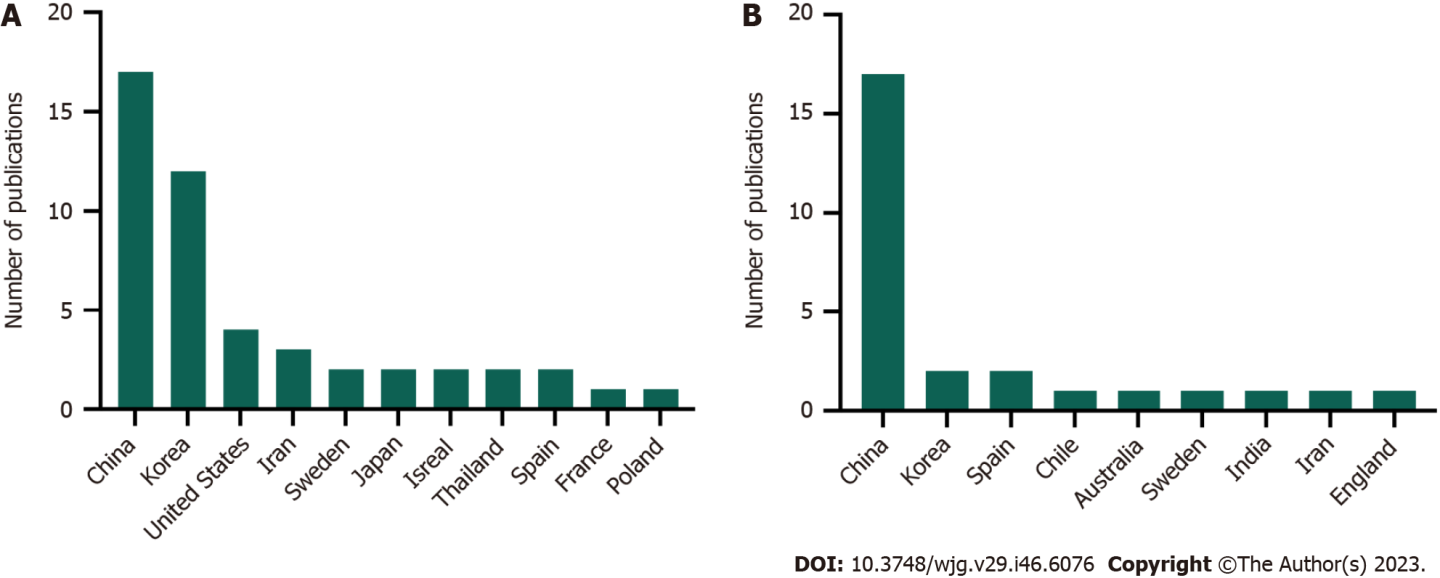 A
Number of publications
20
15
10
5
0
China
Korea
United States
Iran
Sweden
Japan
Isreal
Thailand
Spain
France
Poland
B
Number of publications
20
15
10
5
0
China
Korea
Spain
Chile
Australia
Sweden
India
Iran
England
DOI: 10.3748/wjg.v29.i46.6076 Copyright ©The Author(s) 2023.